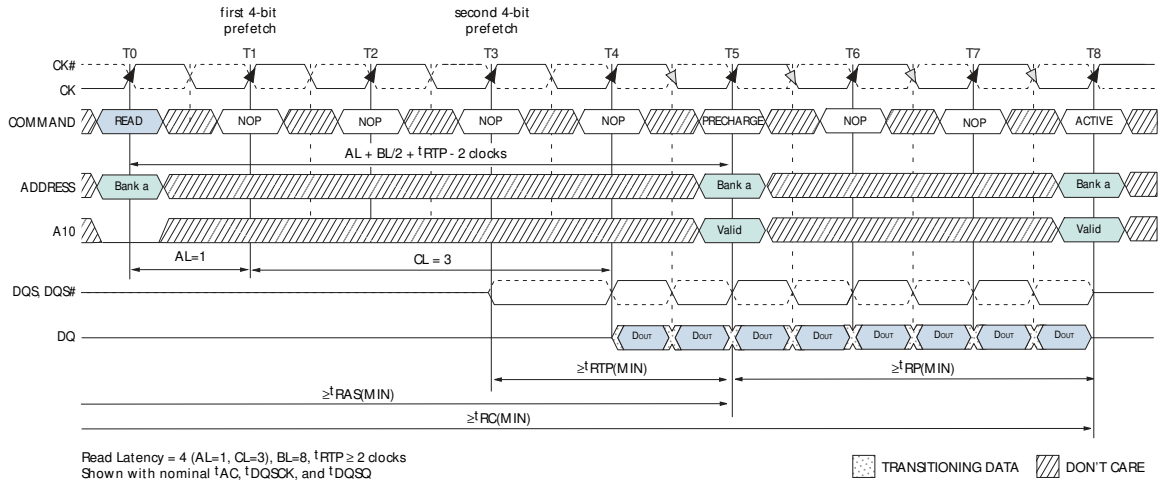 first 4-bit prefetch
second 4-bit prefetch
T0 T1 T2 T3 T4 T5 T6 T7 T8
CK#
CK
COMMAND READ NOP NOP NOP NOP PRECHARGE NOP NOP ACTIVE
AL + BL/2 + tRTP - 2 clocks
ADDRESS Bank a Bank a Bank a
A10 Valid Valid
AL=1 CL = 3
DQS, DQS#
DQ DOUT DOUT DOUT DOUT DOUT DOUT DOUT DOUT
≥tRTP(MIN) ≥tRP(MIN)
≥tRAS(MIN)
≥tRC(MIN)
Read Latency = 4 (AL=1, CL=3), BL=8, tRTP ≥ 2 clocks
Shown with nominal tAC, tDQSCK, and tDQSQ
TRANSITIONING DATA DON'T CARE